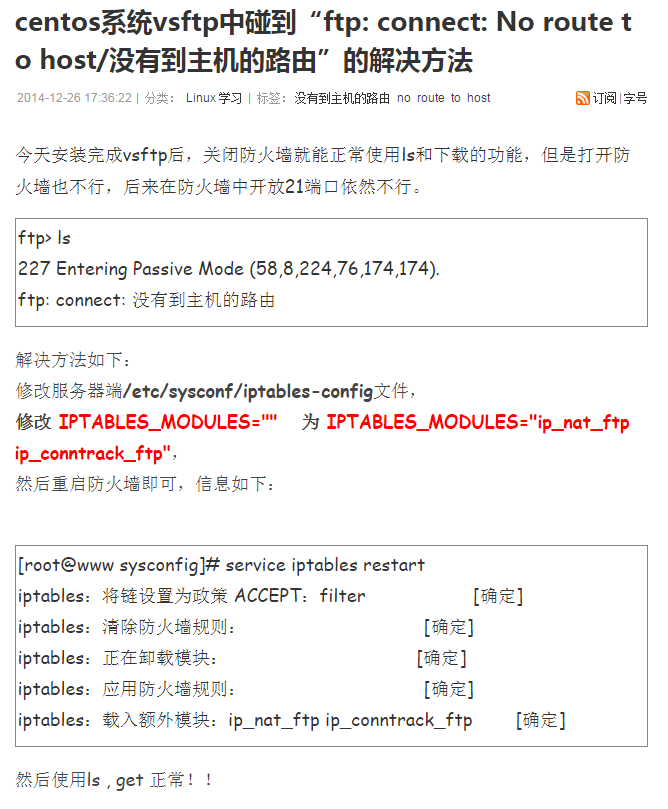 centos系统vsftp中碰到“ftp: connect: No route t
o host/没有到主机的路由”的解决方法
2014-12-26 17:36:22 | 分类： Linux学习 | 标签：没有到主机的路由 no route to host 订阅|字号
今天安装完成vsftp后，关闭防火墙就能正常使用ls和下载的功能，但是打开防
火墙也不行，后来在防火墙中开放21端口依然不行。
ftp> ls
227 Entering Passive Mode (58,8,224,76,174,174).
ftp: connect: 没有到主机的路由
解决方法如下：
修改服务器端/etc/sysconf/iptables-config文件，
修改 IPTABLES_MODULES="" 为 IPTABLES_MODULES="ip_nat_ftp
ip_conntrack_ftp"，
然后重启防火墙即可，信息如下：
[root@www sysconfig]# service iptables restart
iptables：将链设置为政策 ACCEPT：filter [确定]
iptables：清除防火墙规则： [确定]
iptables：正在卸载模块： [确定]
iptables：应用防火墙规则： [确定]
iptables：载入额外模块：ip_nat_ftp ip_conntrack_ftp [确定]
然后使用ls , get 正常！！